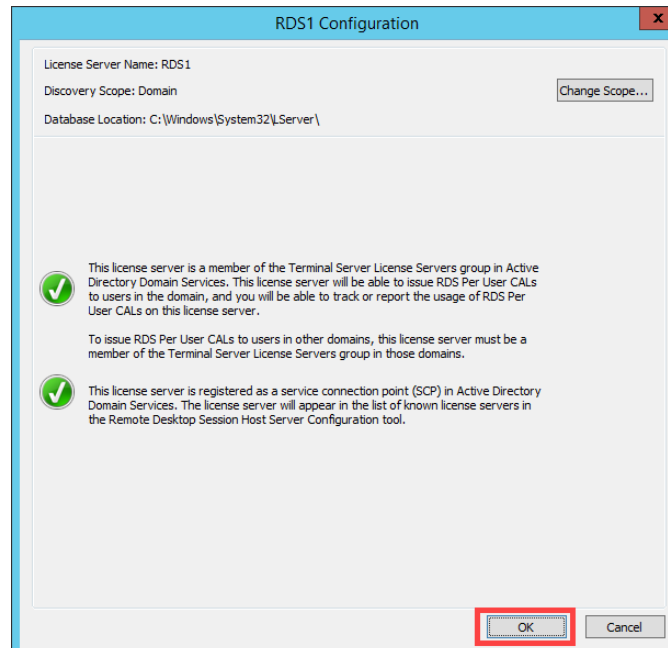 RDS1 Configuration
x
License Server Name: RDS1
Discovery Scope: Domain
Change Scope...
Database Location: C:\Windows\System32\LServer\
This license server is a member of the Terminal Server License Servers group in Active
Directory Domain Services. This license server will be able to issue RDS Per User CALs
to users in the domain, and you will be able to track or report the usage of RDS Per
User CALs on this license server.
To issue RDS Per User CALs to users in other domains, this license server must be a
member of the Terminal Server License Servers group in those domains.
This license server is registered as a service connection point (SCP) in Active Directory
Domain Services. The license server will appear in the list of known license servers in
the Remote Desktop Session Host Server Configuration tool.
OK
Cancel